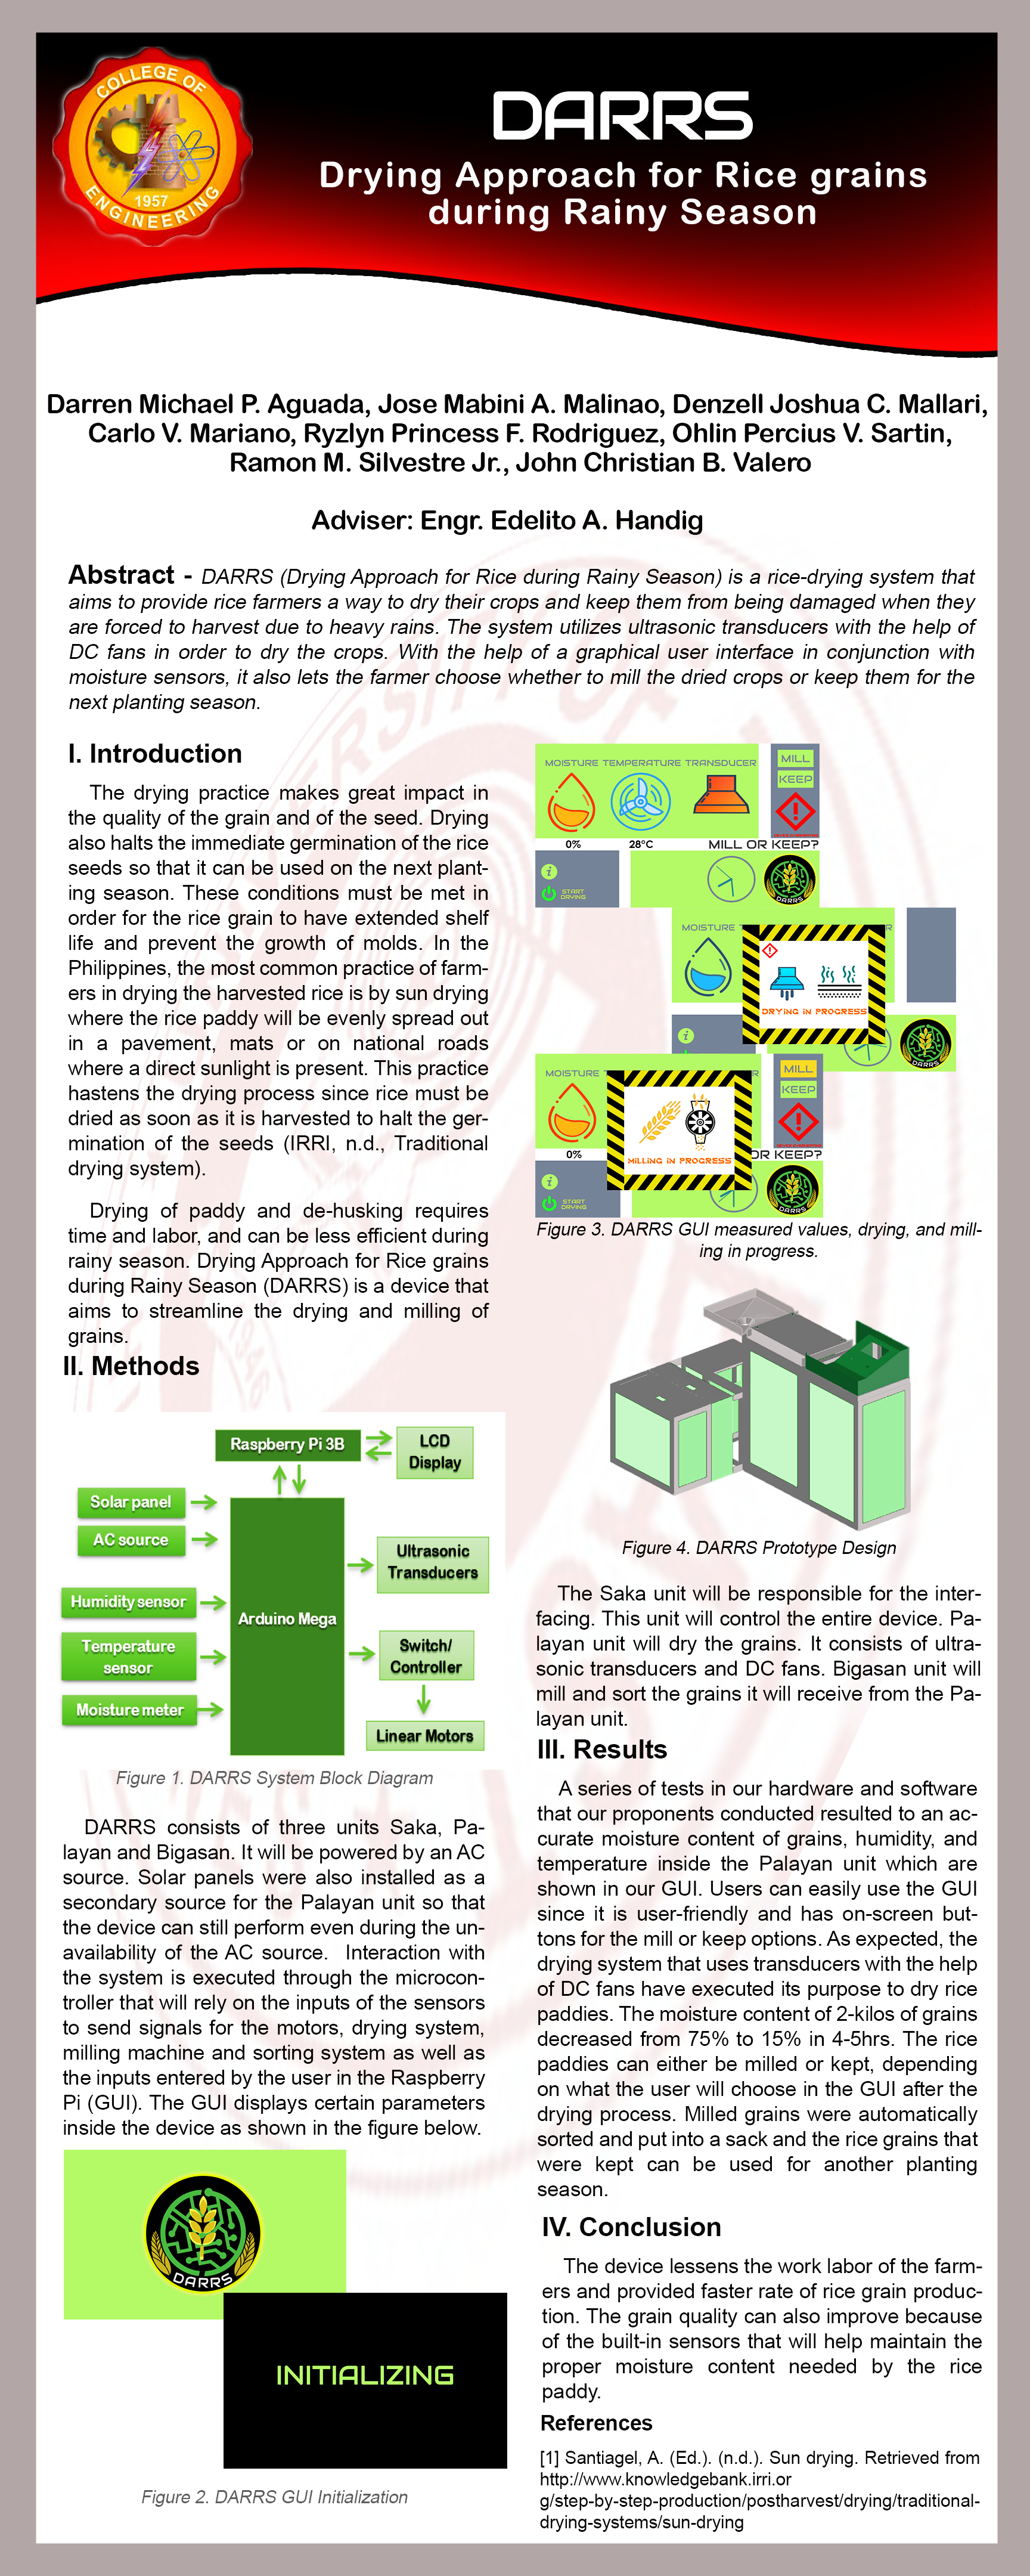 COLLEGE OF
ENGINEERING
1957
DARRS
Drying Approach for Rice grains
during Rainy Season
Darren Michael P. Aguada, Jose Mabini A. Malinao, Denzell Joshua C. Mallari,
Carlo V. Mariano, Ryzlyn Princess F. Rodriguez, Ohlin Percius V. Sartin,
Ramon M. Silvestre Jr., John Christian B. Valero
Adviser: Engr. Edelito A. Handig
Abstract - DARRS (Drying Approach for Rice during Rainy Season) is a rice-drying system that
aims to provide rice farmers a way to dry their crops and keep them from being damaged when they
are forced to harvest due to heavy rains. The system utilizes ultrasonic transducers with the help of
DC fans in order to dry the crops. With the help of a graphical user interface in conjunction with
moisture sensors, it also lets the farmer choose whether to mill the dried crops or keep them for the
next planting season.
I. Introduction
The drying practice makes great impact in
the quality of the grain and of the seed. Drying
also halts the immediate germination of the rice
seeds so that it can be used on the next plant-
ing season. These conditions must be met in
order for the rice grain to have extended shelf
life and prevent the growth of molds. In the
Philippines, the most common practice of farm-
ers in drying the harvested rice is by sun drying
where the rice paddy will be evenly spread out
in a pavement, mats or on national roads
where a direct sunlight is present. This practice
hastens the drying process since rice must be
dried as soon as it is harvested to halt the ger-
mination of the seeds (IRRI, n.d., Traditional
drying system).
Drying of paddy and de-husking requires
time and labor, and can be less efficient during
rainy season. Drying Approach for Rice grains
during Rainy Season (DARRS) is a device that
aims to streamline the drying and milling of
grains.
II. Methods
Raspberry Pi 3B
LCD
Display
Solar panel
AC source
Humidity sensor
Temperature
sensor
Moisture meter
Arduino Mega
Ultrasonic
Transducers
Switch/
Controller
Linear Motors
Figure 1. DARRS System Block Diagram
DARRS consists of three units Saka, Pa-
layan and Bigasan. It will be powered by an AC
source. Solar panels were also installed as a
secondary source for the Palayan unit so that
the device can still perform even during the un-
availability of the AC source. Interaction with
the system is executed through the microcon-
troller that will rely on the inputs of the sensors
to send signals for the motors, drying system,
milling machine and sorting system as well as
the inputs entered by the user in the Raspberry
Pi (GUI). The GUI displays certain parameters
inside the device as shown in the figure below.
DARRS
INITIALIZING
Figure 2. DARRS GUI Initialization
MOISTURE TEMPERATURE TRANSDUCER
MILL
KEEP
0%
28°C
MILL OR KEEP?
START
DRYING
DARRS
MOISTURE T
R
DRYING IN PROGRESS
DARRS
MOISTURE T
R
MILL
KEEP
0%
MILLING IN PROGRESS
OR KEEP?
START
DRYING
DARRS
Figure 3. DARRS GUI measured values, drying, and mill-
ing in progress.
Figure 4. DARRS Prototype Design
The Saka unit will be responsible for the inter-
facing. This unit will control the entire device. Pa-
layan unit will dry the grains. It consists of ultra-
sonic transducers and DC fans. Bigasan unit will
mill and sort the grains it will receive from the Pa-
layan unit.
III. Results
A series of tests in our hardware and software
that our proponents conducted resulted to an ac-
curate moisture content of grains, humidity, and
temperature inside the Palayan unit which are
shown in our GUI. Users can easily use the GUI
since it is user-friendly and has on-screen but-
tons for the mill or keep options. As expected, the
drying system that uses transducers with the help
of DC fans have executed its purpose to dry rice
paddies. The moisture content of 2-kilos of grains
decreased from 75% to 15% in 4-5hrs. The rice
paddies can either be milled or kept, depending
on what the user will choose in the GUI after the
drying process. Milled grains were automatically
sorted and put into a sack and the rice grains that
were kept can be used for another planting
season.
IV. Conclusion
The device lessens the work labor of the farm-
ers and provided faster rate of rice grain produc-
tion. The grain quality can also improve because
of the built-in sensors that will help maintain the
proper moisture content needed by the rice
paddy.
References
[1] Santiagel, A. (Ed.). (n.d.). Sun drying. Retrieved from
http://www.knowledgebank.irri.or
g/step-by-step-production/postharvest/drying/traditional-
drying-systems/sun-drying